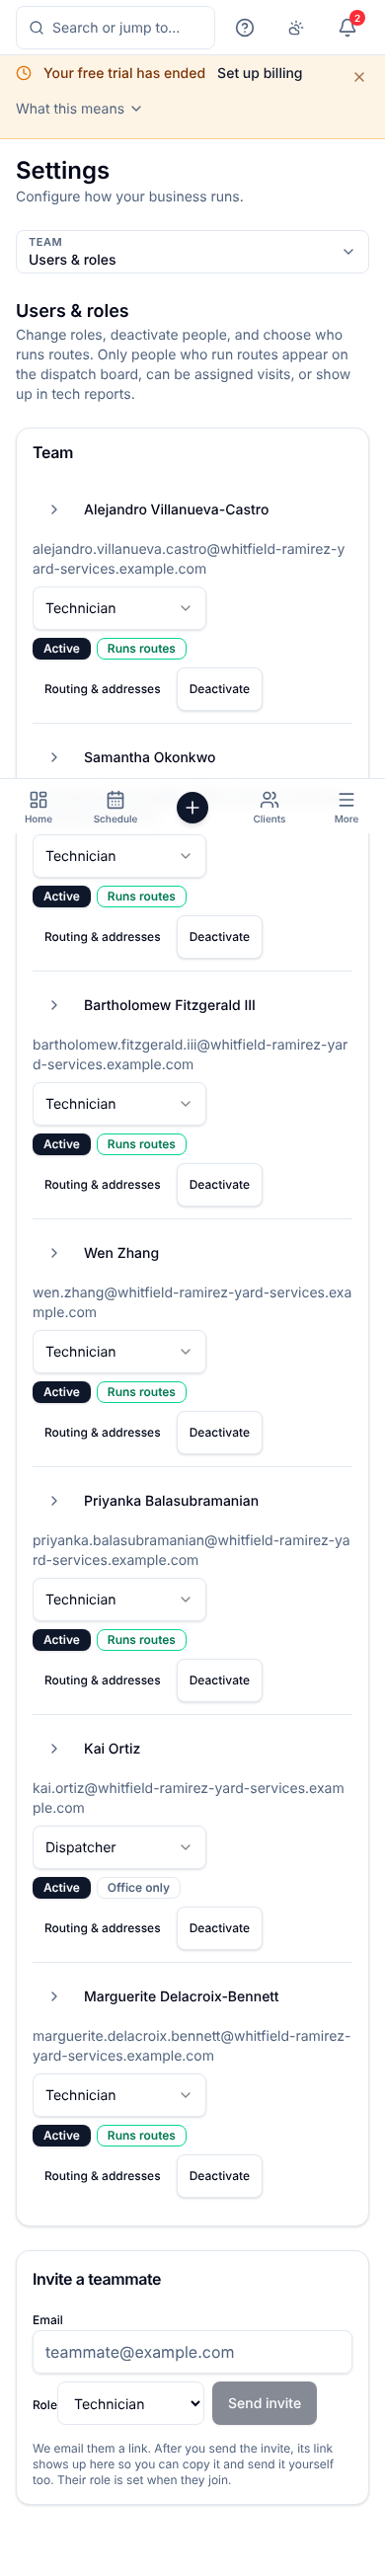 Search or jump to...
2
Your free trial has ended Set up billing
What this means
Settings
Configure how your business runs.
TEAM
Users & roles
Users & roles
Change roles, deactivate people, and choose who
runs routes. Only people who run routes appear on
the dispatch board, can be assigned visits, or show
up in tech reports.
Team
Alejandro Villanueva-Castro
alejandro.villanueva.castro@whitfield-ramirez-y
ard-services.example.com
Technician
Active Runs routes
Routing & addresses Deactivate
Samantha Okonkwo
Home Schedule Clients More
Technician
Active Runs routes
Routing & addresses Deactivate
Bartholomew Fitzgerald III
bartholomew.fitzgerald.iii@whitfield-ramirez-yar
d-services.example.com
Technician
Active Runs routes
Routing & addresses Deactivate
Wen Zhang
wen.zhang@whitfield-ramirez-yard-services.exa
mple.com
Technician
Active Runs routes
Routing & addresses Deactivate
Priyanka Balasubramanian
priyanka.balasubramanian@whitfield-ramirez-ya
rd-services.example.com
Technician
Active Runs routes
Routing & addresses Deactivate
Kai Ortiz
kai.ortiz@whitfield-ramirez-yard-services.exam
ple.com
Dispatcher
Active Office only
Routing & addresses Deactivate
Marguerite Delacroix-Bennett
marguerite.delacroix.bennett@whitfield-ramirez-
yard-services.example.com
Technician
Active Runs routes
Routing & addresses Deactivate
Invite a teammate
Email
teammate@example.com
Role Technician Send invite
We email them a link. After you send the invite, its link
shows up here so you can copy it and send it yourself
too. Their role is set when they join.